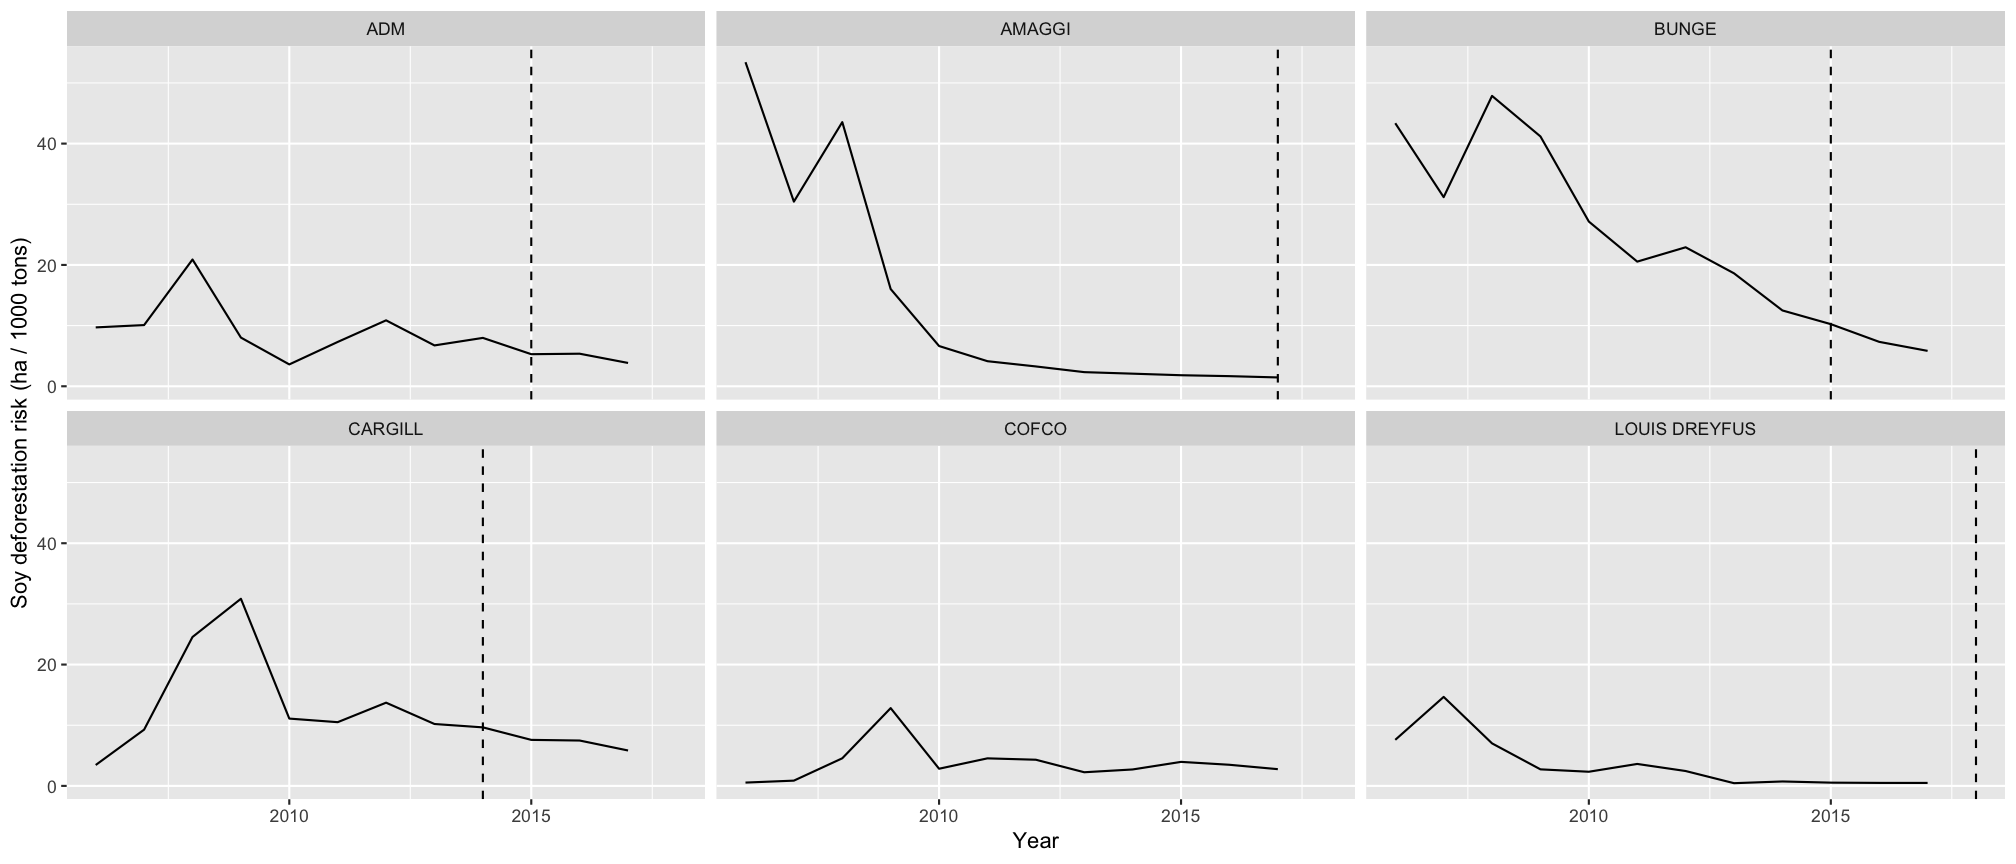 ADM
AMAGGI
BUNGE
40
20
0
CARGILL
COFCO
LOUIS DREYFUS
40
20
0
Soy deforestation risk (ha / 1000 tons)
2010
2015
2010
2015
2010
2015
Year